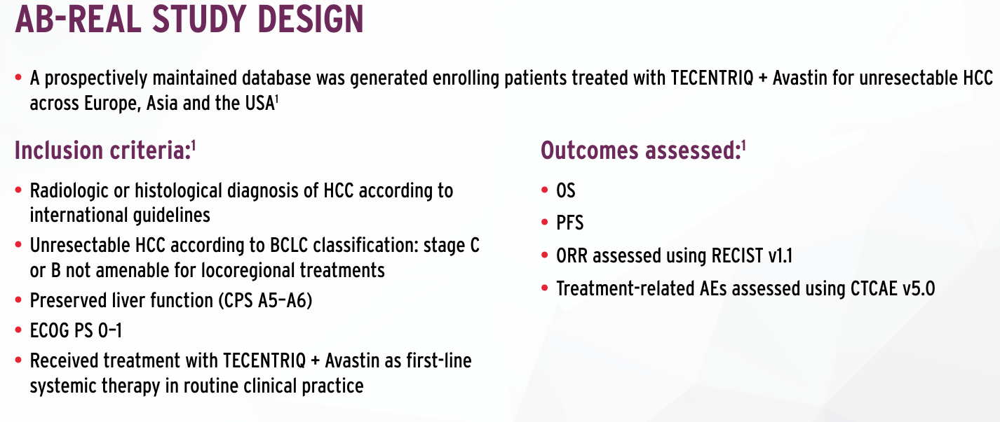 AB-REAL STUDY DESIGN
• A prospectively maintained database was generated enrolling patients treated with TECENTRIQ + Avastin for unresectable HCC
across Europe, Asia and the USA¹
Inclusion criteria:¹
• Radiologic or histological diagnosis of HCC according to
international guidelines
• Unresectable HCC according to BCLC classification: stage C
or B not amenable for locoregional treatments
• Preserved liver function (CPS A5–A6)
• ECOG PS 0–1
• Received treatment with TECENTRIQ + Avastin as first-line
systemic therapy in routine clinical practice
Outcomes assessed:¹
• OS
• PFS
• ORR assessed using RECIST v1.1
• Treatment-related AEs assessed using CTCAE v5.0